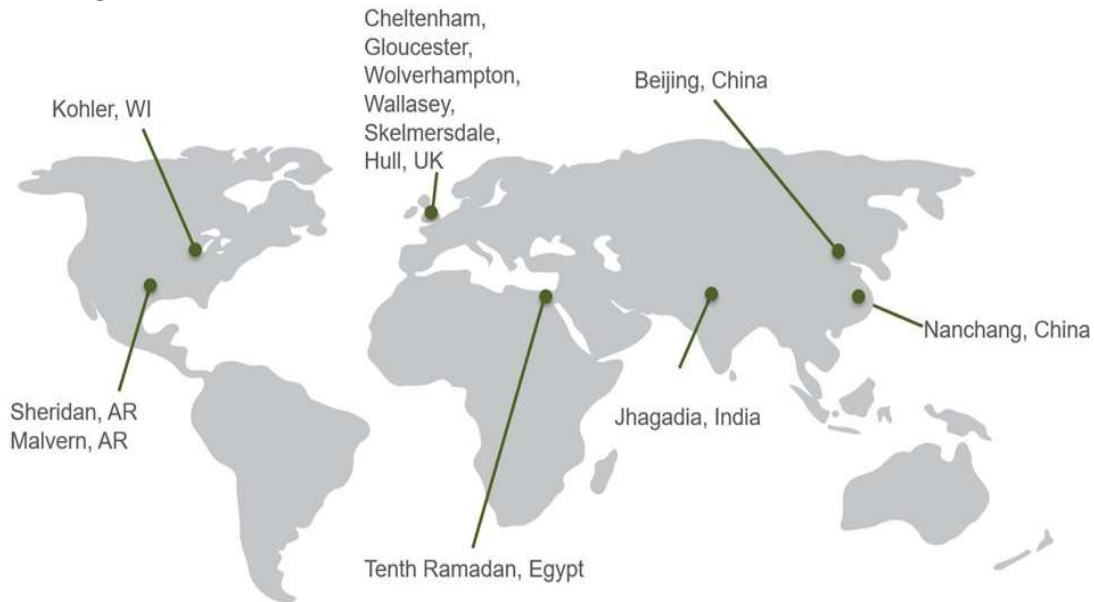 Cheltenham,
Gloucester,
Wolverhampton,
Wallasey,
Skelmersdale,
Hull, UK
Beijing, China
Kohler, WI
Nanchang, China
Sheridan, AR
Malvern, AR
Jhagadia, India
Tenth Ramadan, Egypt